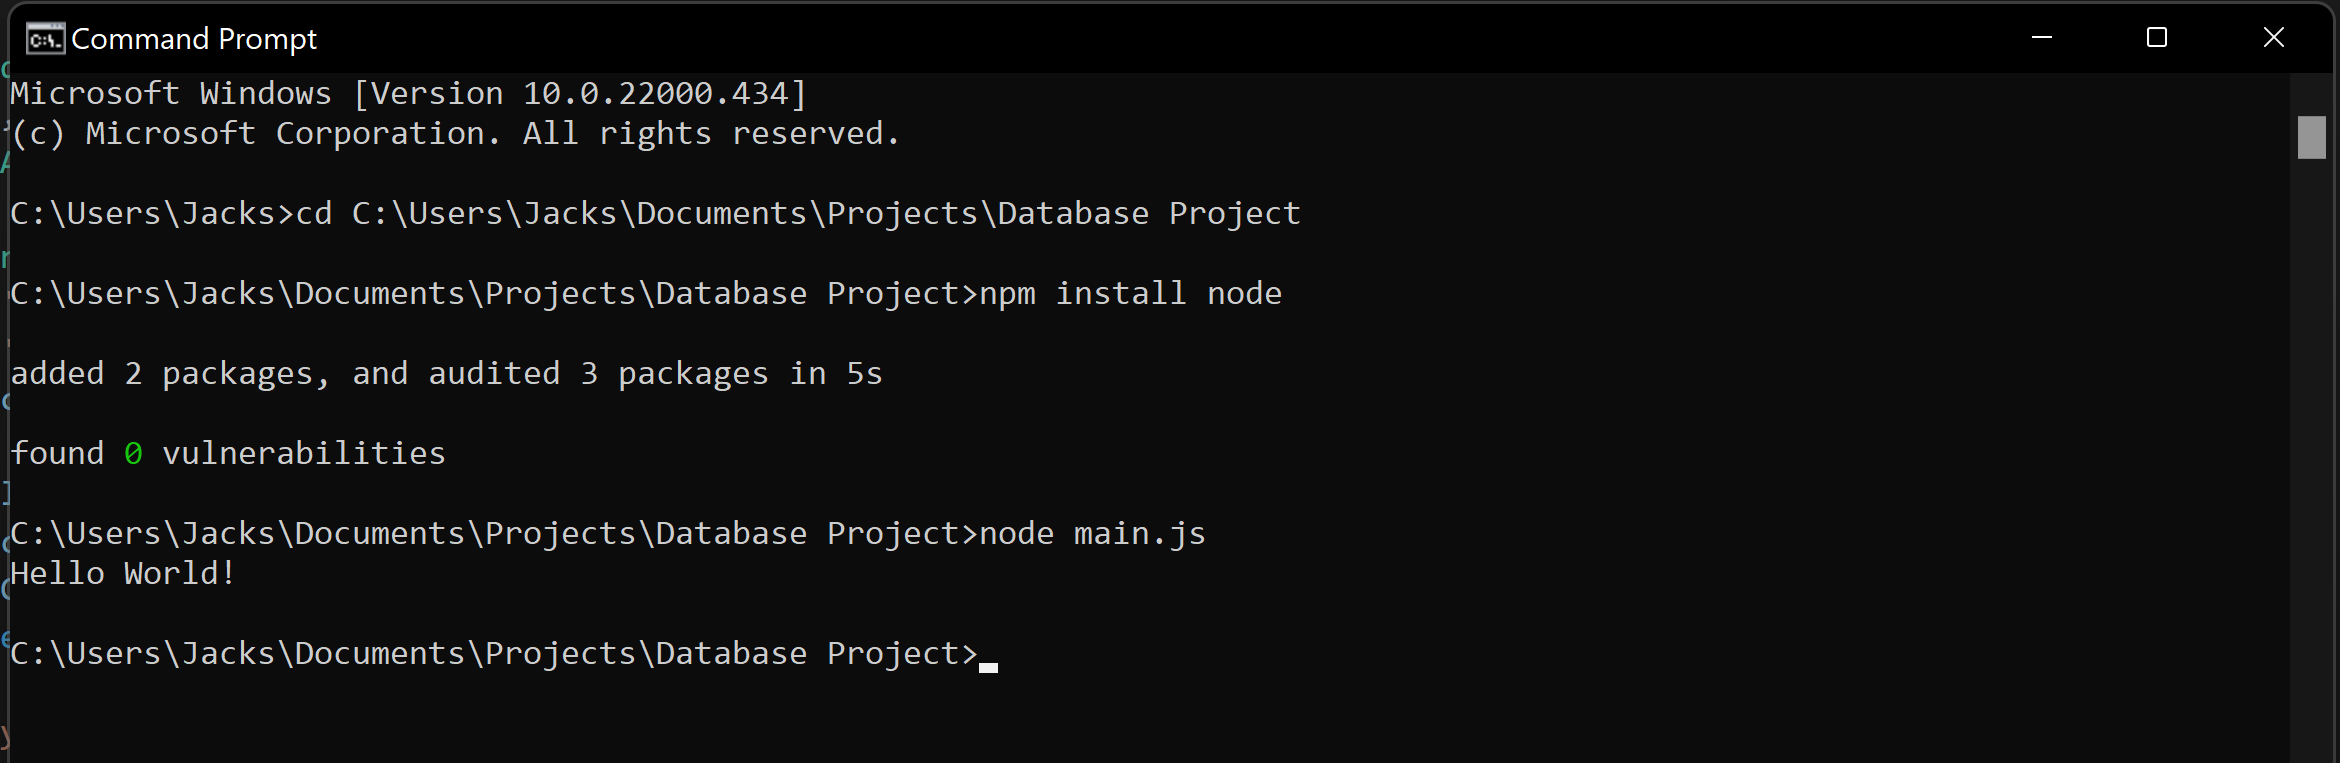 Command Prompt
Microsoft Windows [Version 10.0.22000.434]
(c) Microsoft Corporation. All rights reserved.
C:\Users\Jacks>cd C:\Users\Jacks\Documents\Projects\Database Project
C:\Users\Jacks\Documents\Projects\Database Project>npm install node
added 2 packages, and audited 3 packages in 5s
found 0 vulnerabilities
C:\Users\Jacks\Documents\Projects\Database Project>node main.js
Hello World!
C:\Users\Jacks\Documents\Projects\Database Project>